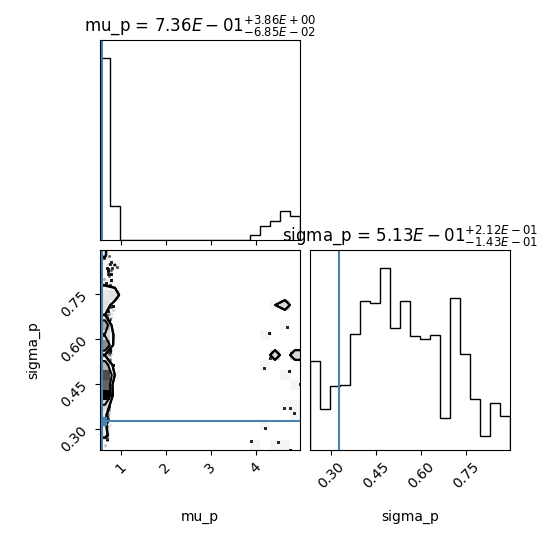 mu_p = 7.36E − 01 +3.86E + 00 −6.85E − 02
sigma_p = 5.13E − 01 +2.12E − 01 −1.43E − 01
sigma_p
0.75
0.60
0.45
0.30
1 2 3 4
0.30 0.45 0.60 0.75
mu_p
sigma_p